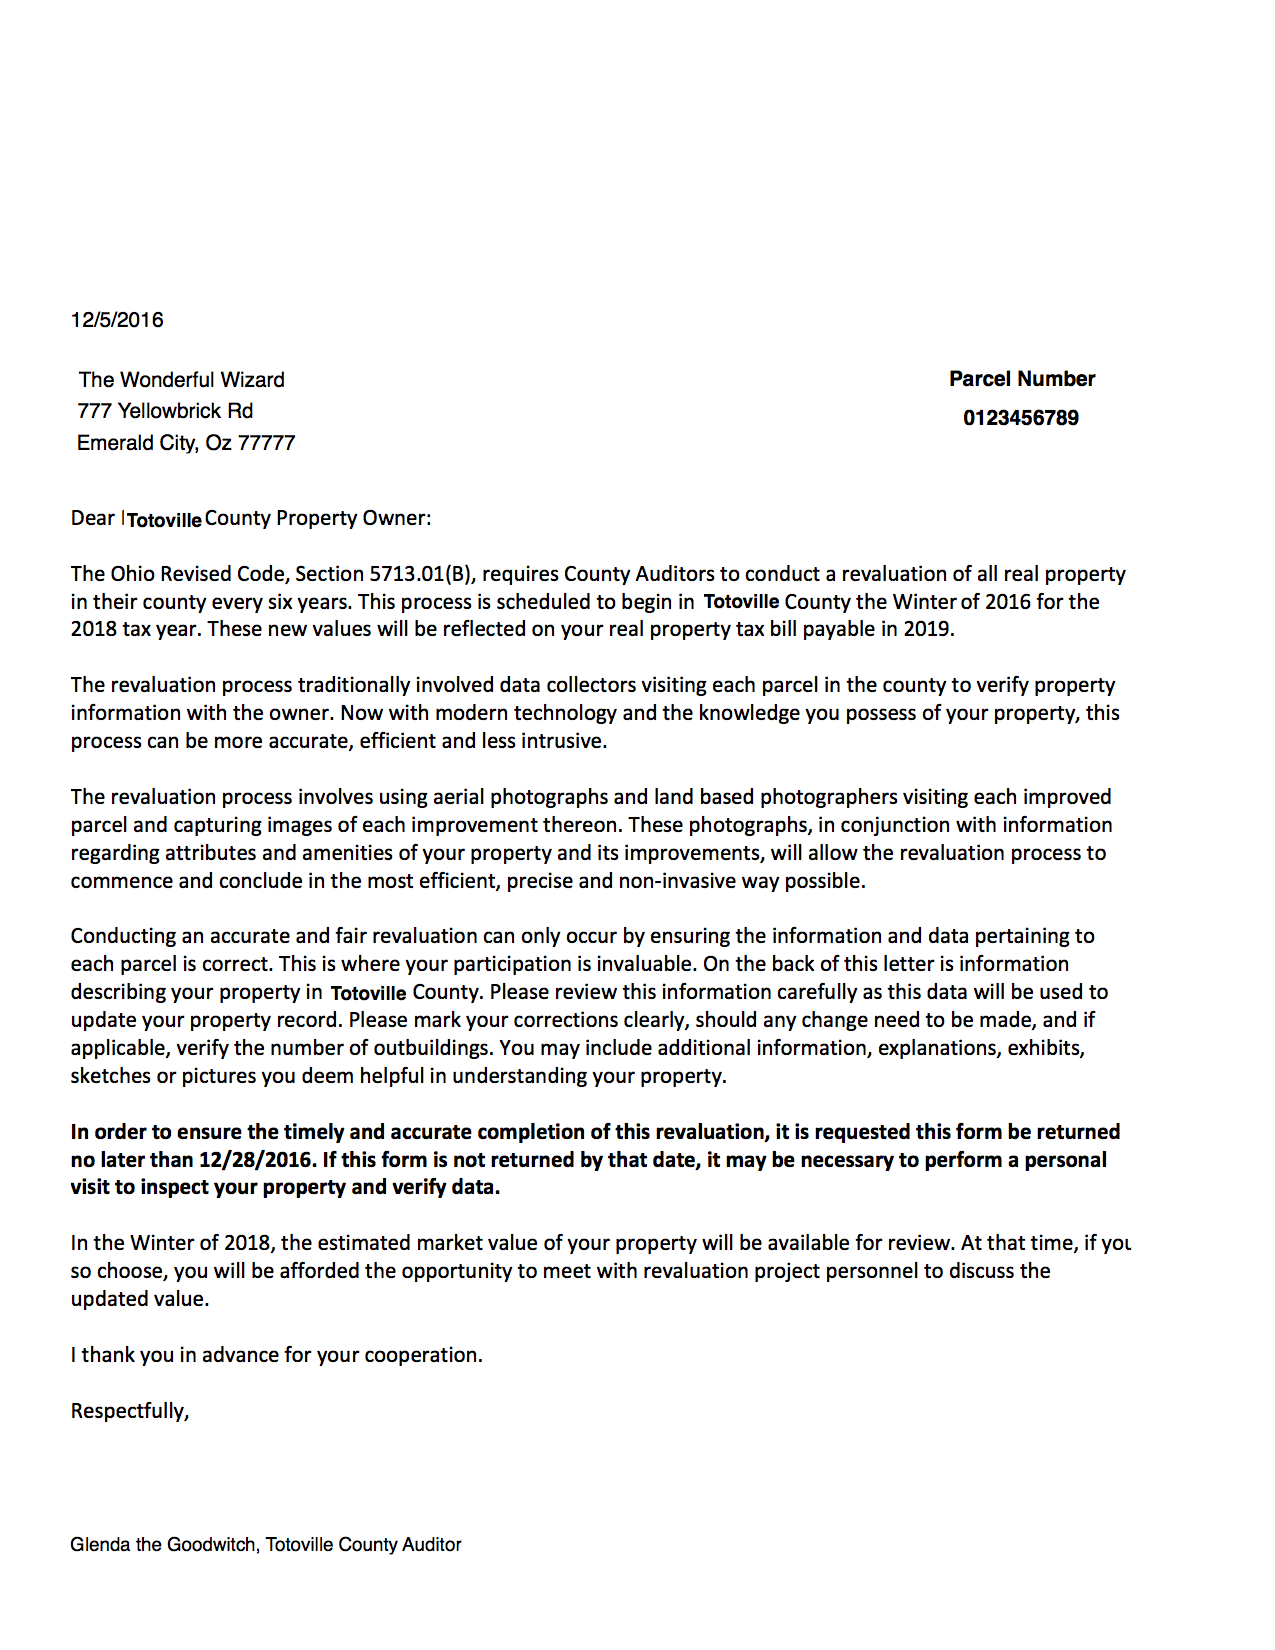 12/5/2016
The Wonderful Wizard
777 Yellowbrick Rd
Emerald City, Oz 77777
Parcel Number
0123456789
Dear Totoville County Property Owner:
The Ohio Revised Code, Section 5713.01(B), requires County Auditors to conduct a revaluation of all real property
in their county every six years. This process is scheduled to begin in Totoville County the Winter of 2016 for the
2018 tax year. These new values will be reflected on your real property tax bill payable in 2019.
The revaluation process traditionally involved data collectors visiting each parcel in the county to verify property
information with the owner. Now with modern technology and the knowledge you possess of your property, this
process can be more accurate, efficient and less intrusive.
The revaluation process involves using aerial photographs and land based photographers visiting each improved
parcel and capturing images of each improvement thereon. These photographs, in conjunction with information
regarding attributes and amenities of your property and its improvements, will allow the revaluation process to
commence and conclude in the most efficient, precise and non-invasive way possible.
Conducting an accurate and fair revaluation can only occur by ensuring the information and data pertaining to
each parcel is correct. This is where your participation is invaluable. On the back of this letter is information
describing your property in Totoville County. Please review this information carefully as this data will be used to
update your property record. Please mark your corrections clearly, should any change need to be made, and if
applicable, verify the number of outbuildings. You may include additional information, explanations, exhibits,
sketches or pictures you deem helpful in understanding your property.
In order to ensure the timely and accurate completion of this revaluation, it is requested this form be returned
no later than 12/28/2016. If this form is not returned by that date, it may be necessary to perform a personal
visit to inspect your property and verify data.
In the Winter of 2018, the estimated market value of your property will be available for review. At that time, if you
so choose, you will be afforded the opportunity to meet with revaluation project personnel to discuss the
updated value.
I thank you in advance for your cooperation.
Respectfully,
Glenda the Goodwitch, Totoville County Auditor